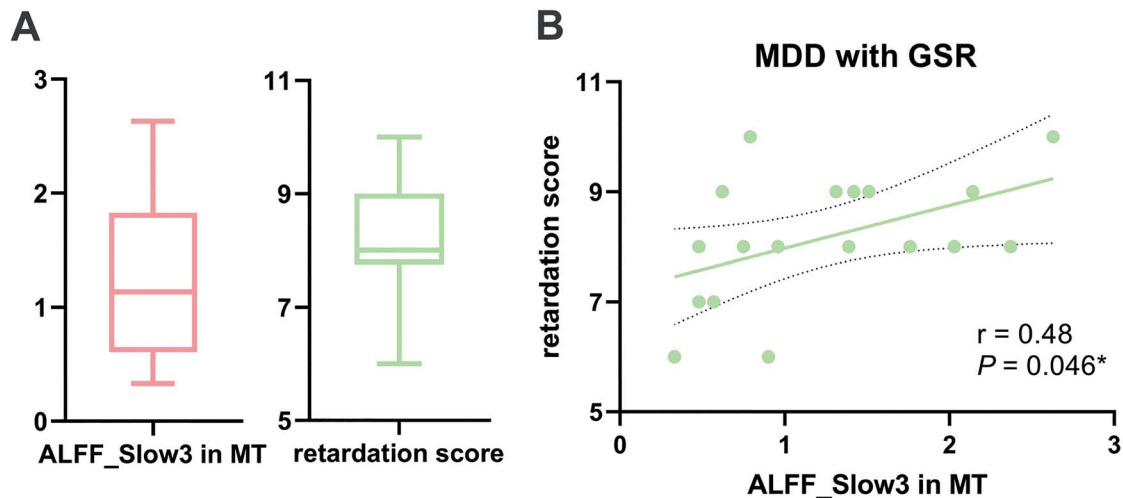 A
3
2
1
0
ALFF_Slow3 in MT
11
9
7
5
retardation score
B
MDD with GSR
retardation score
11
9
7
5
r = 0.48
P = 0.046*
0 1 2 3
ALFF_Slow3 in MT